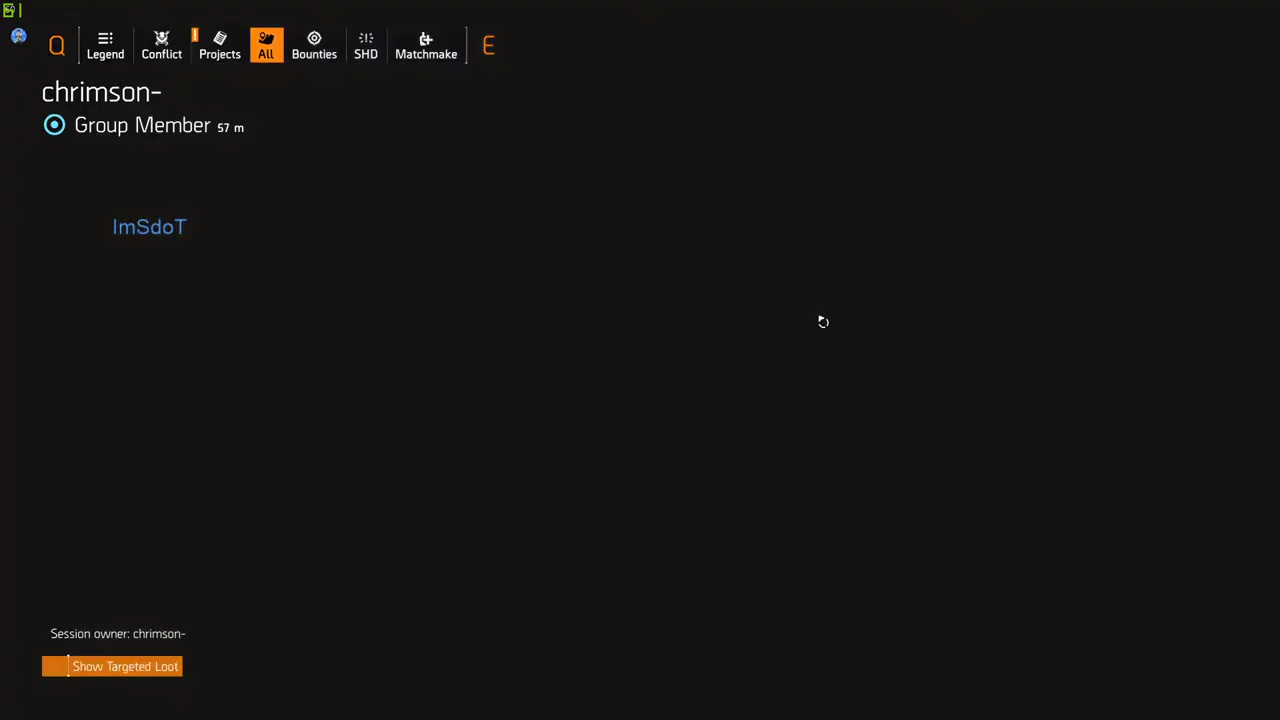 Q Legend Conflict Projects All Bounties SHD Matchmake E
chrimson-
Group Member 57 m
ImSdoT
Session owner: chrimson-
Show Targeted Loot